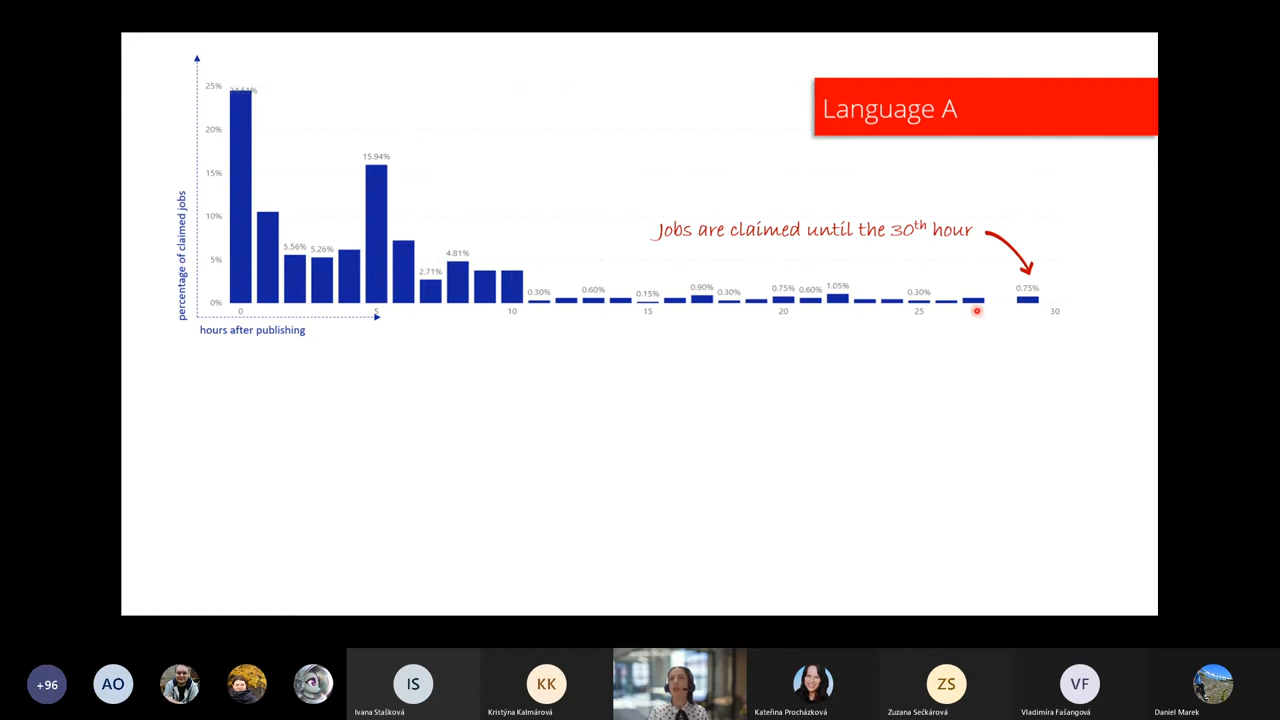 25%
24.51%
20%
15.94%
15%
10%
5.56%
5.26%
5%
2.71%
4.81%
0%
0.30%
0.60%
0.15%
0.90%
0.30%
0.75%
0.60%
1.05%
0.30%
0.75%
0
5
10
15
20
25
30
percentage of claimed jobs
hours after publishing
Language A
Jobs are claimed until the 30th hour
+96
AO
IS
KK
ZS
VF
Ivana Stašková
Kristýna Kalmárová
Kateřina Procházková
Zuzana Sečkárová
Vladimíra Fašangová
Daniel Marek